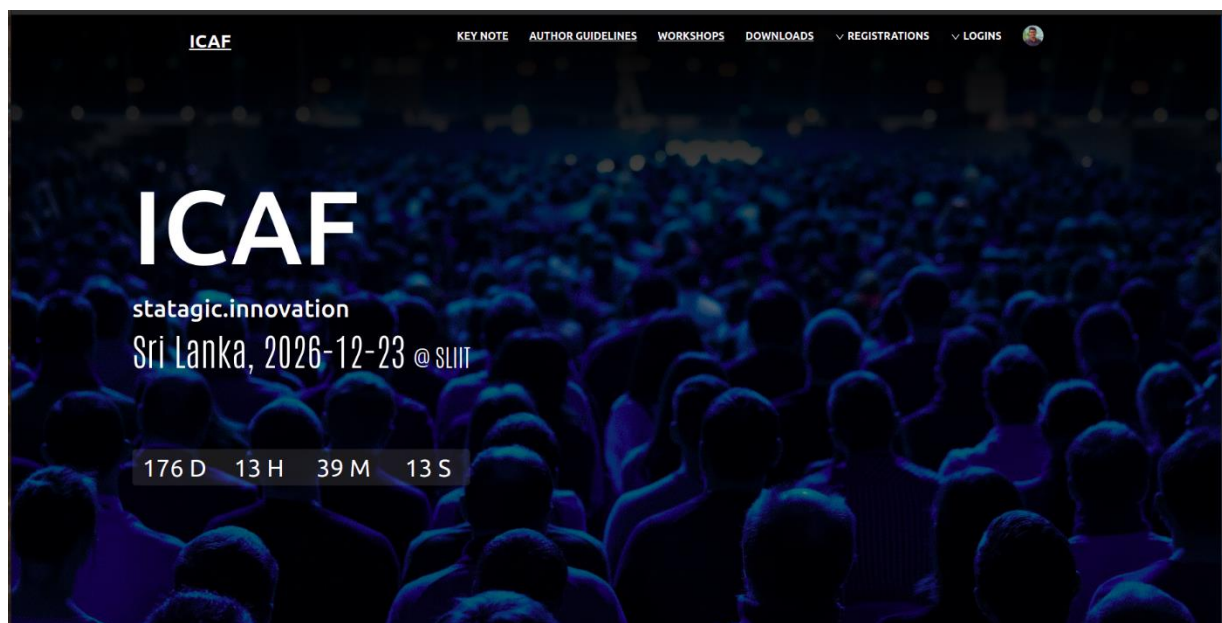 ICAF KEY NOTE AUTHOR GUIDELINES WORKSHOPS DOWNLOADS REGISTRATIONS LOGINS
ICAF
statagic.innovation
Sri Lanka, 2026-12-23 @ SLIIT
176 D 13 H 39 M 13 S